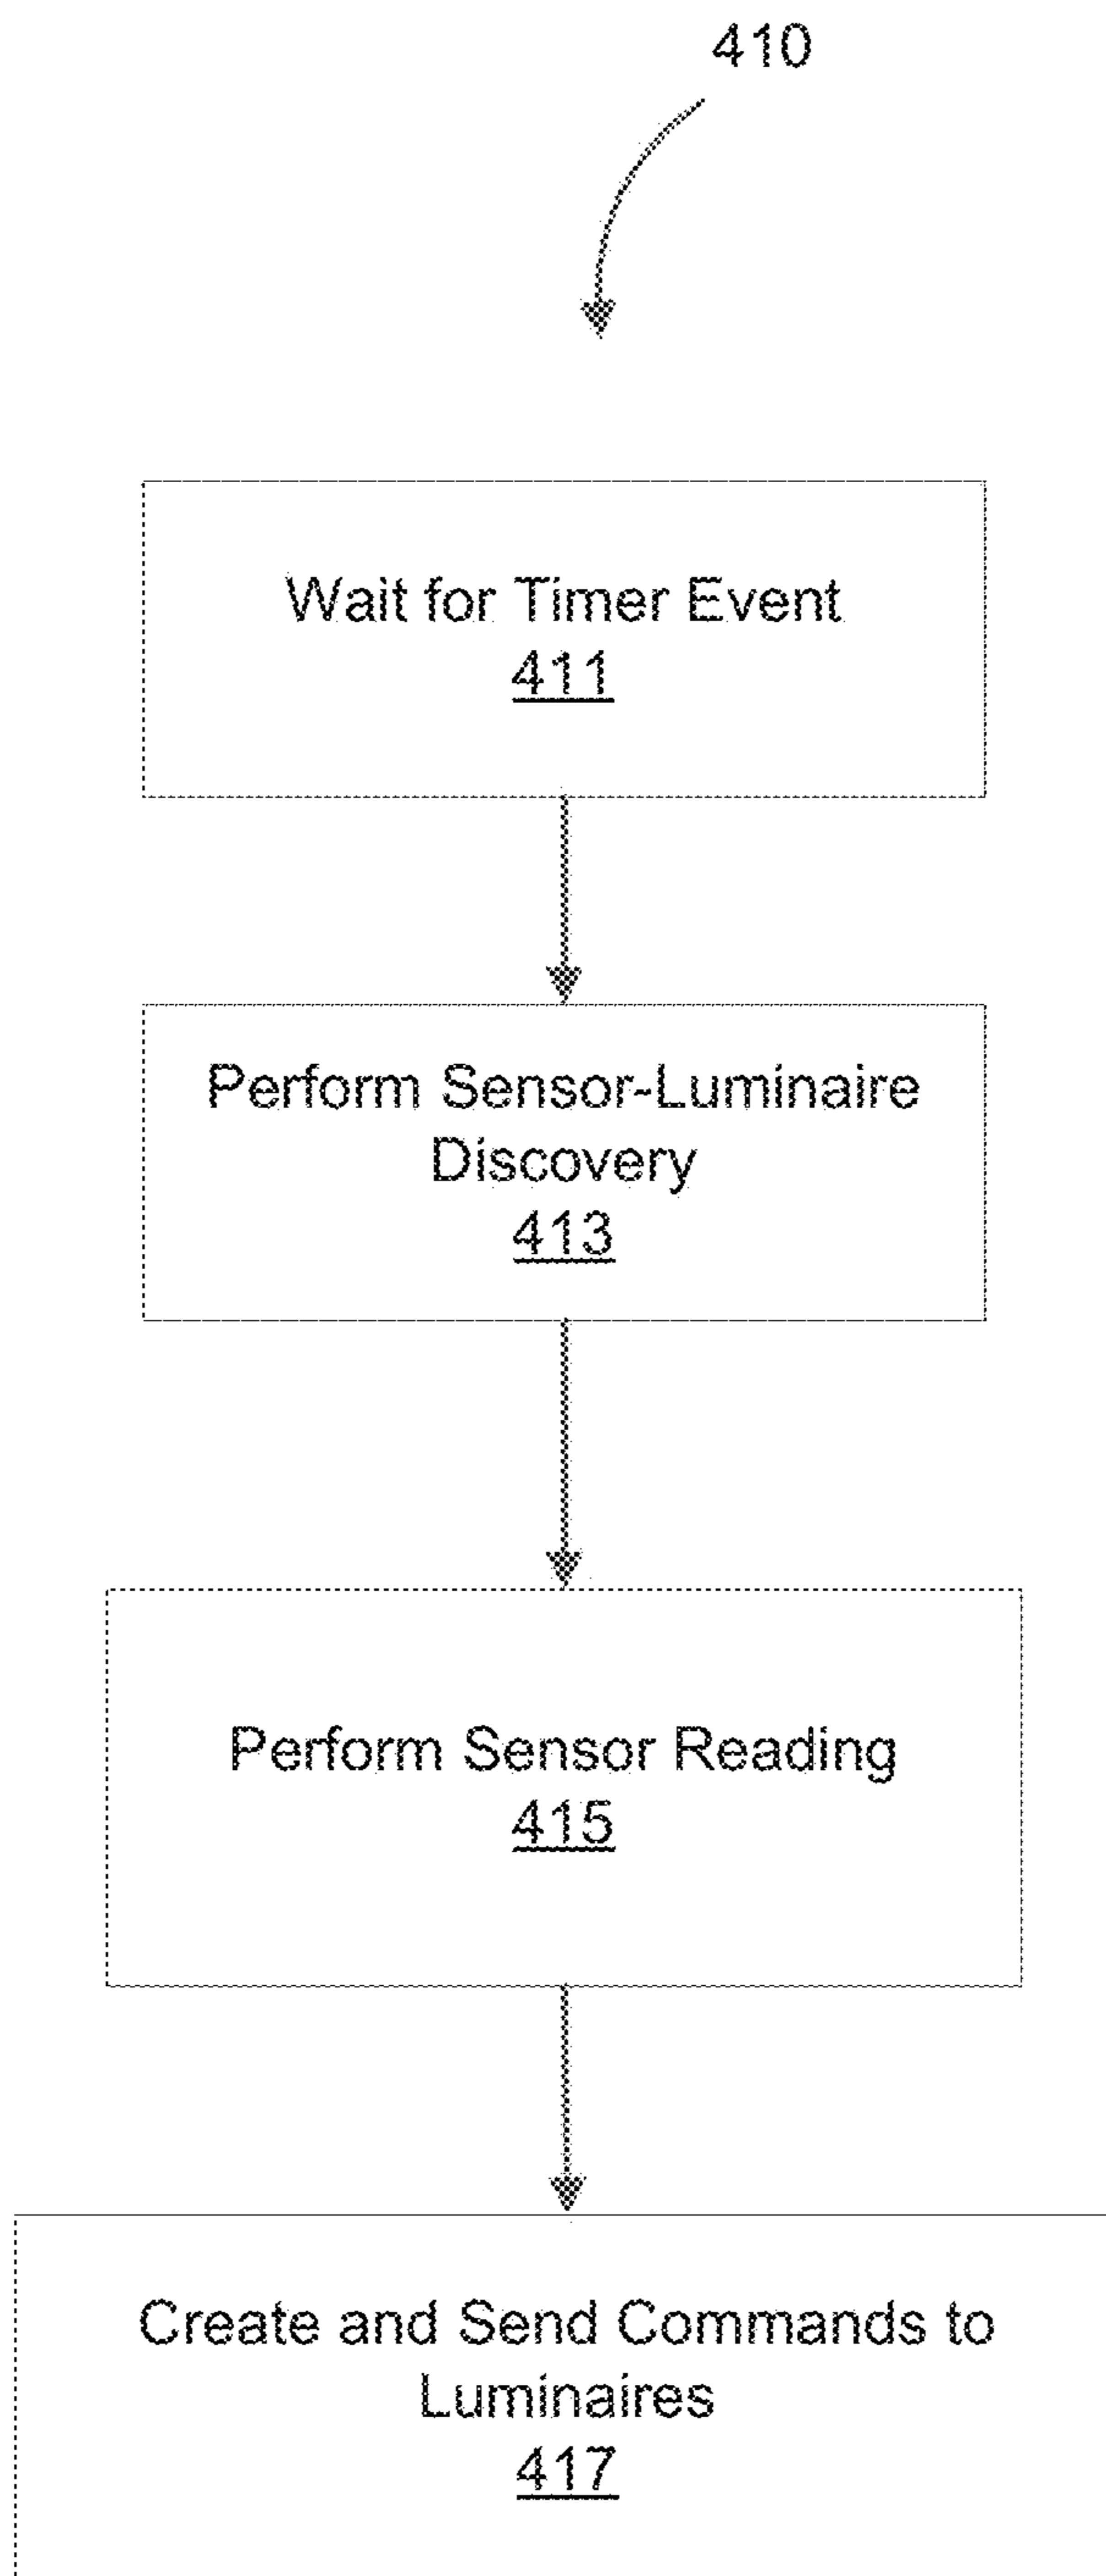 410
Wait for Timer Event
411
Perform Sensor-Luminaire
Discovery
413
Perform Sensor Reading
415
Create and Send Commands to
Luminaires
417